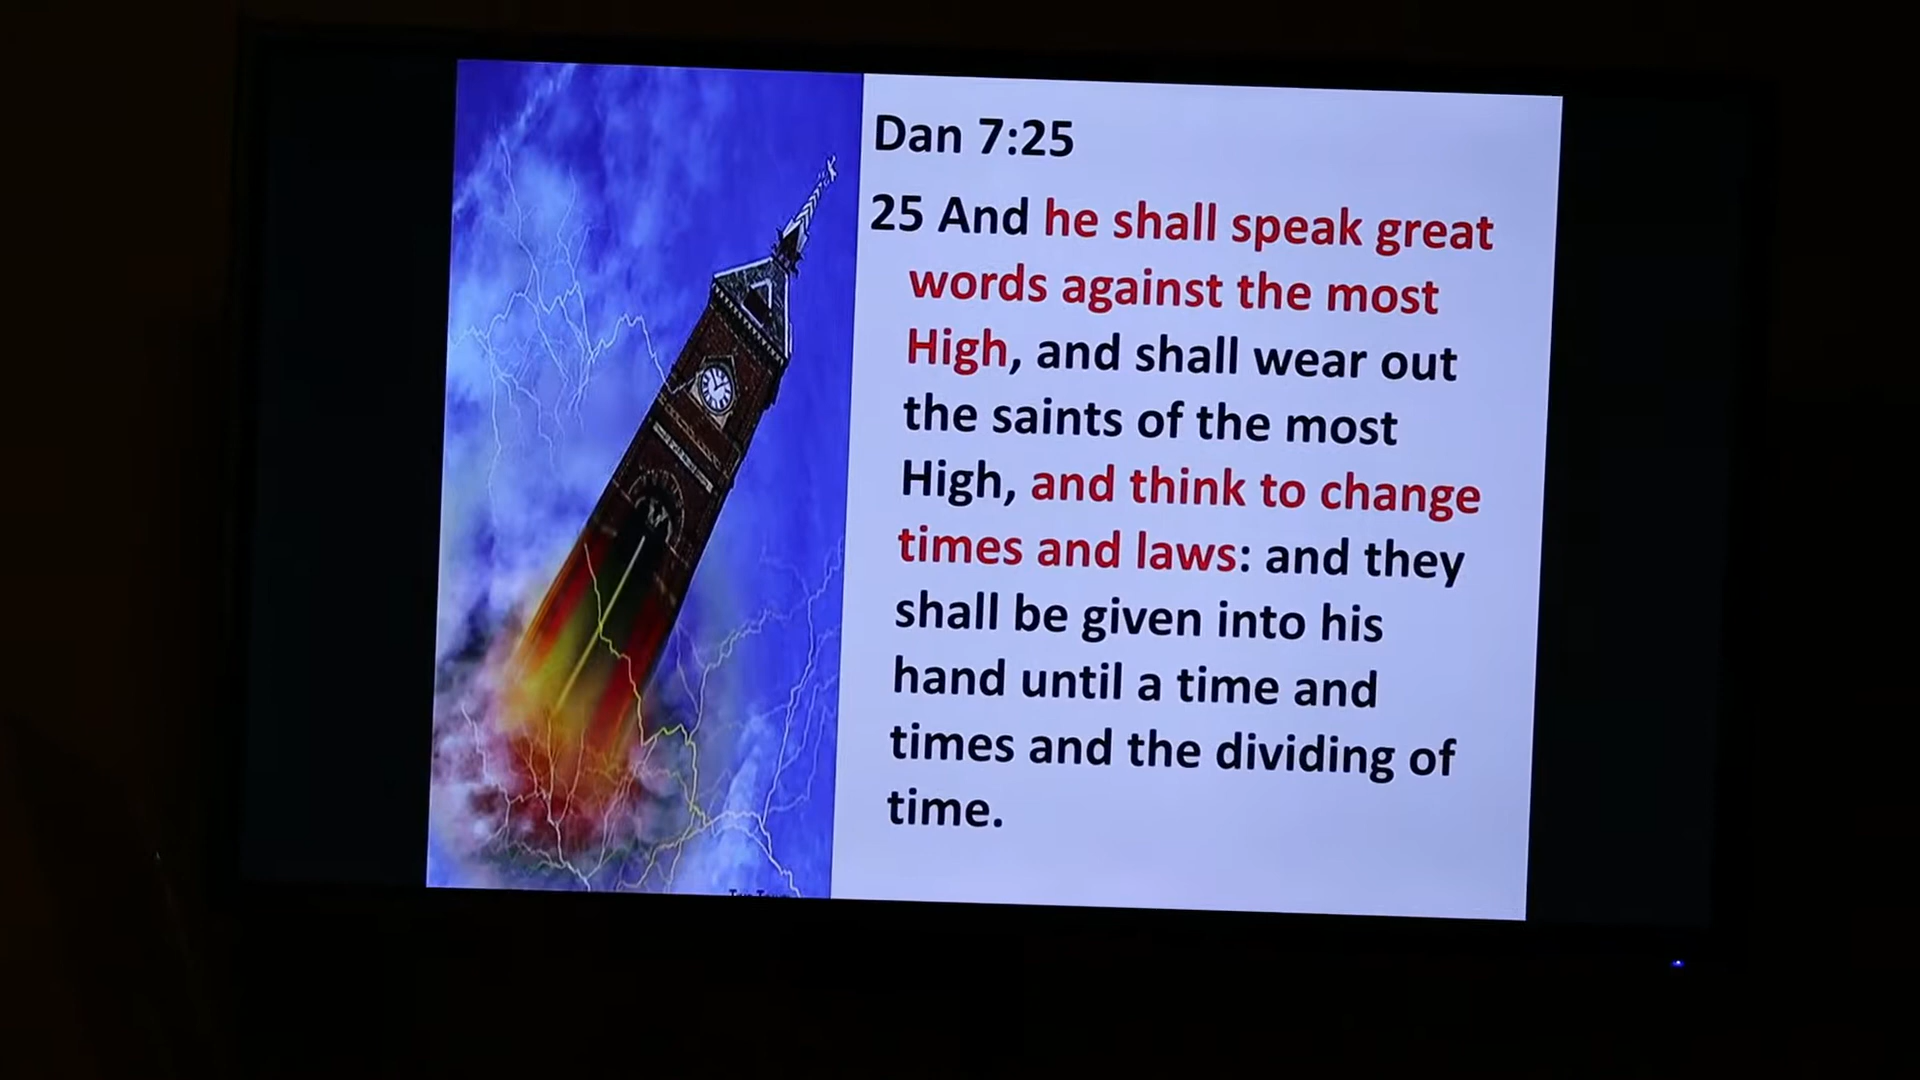 Dan 7:25
25 And he shall speak great
words against the most
High, and shall wear out
the saints of the most
High, and think to change
times and laws: and they
shall be given into his
hand until a time and
times and the dividing of
time.